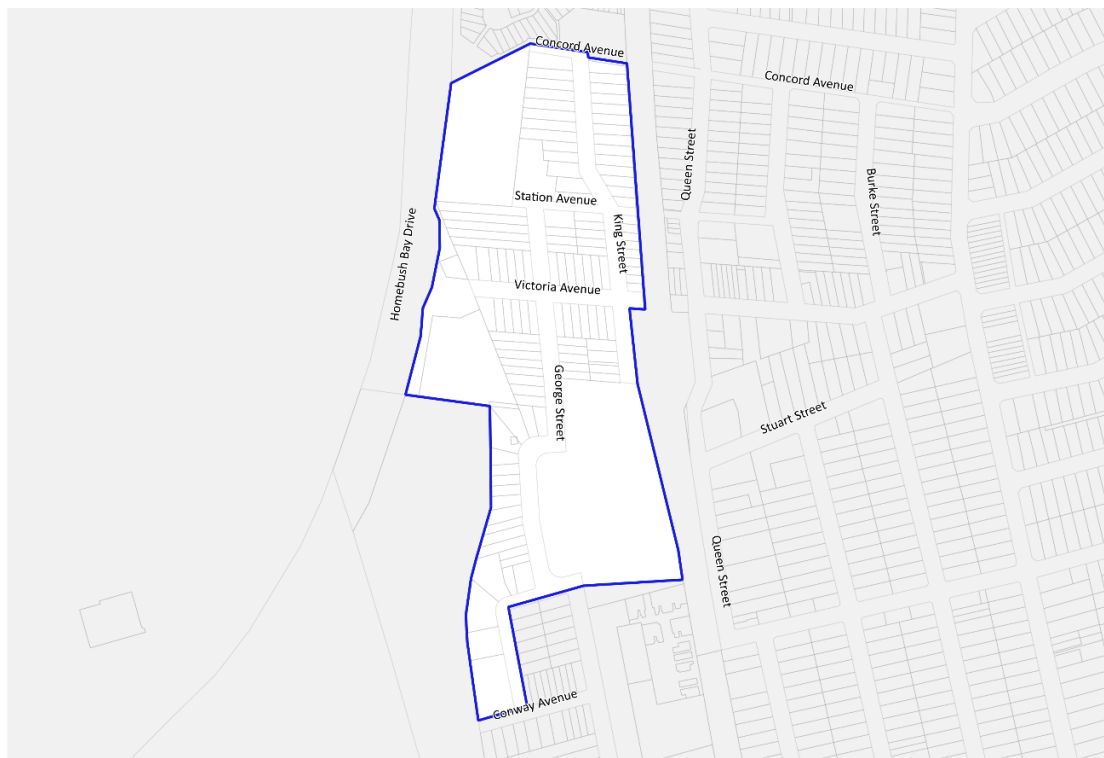 Concord Avenue
Concord Avenue
Queen Street
Burke Street
Station Avenue
King Street
Homebush Bay Drive
Victoria Avenue
George Street
Stuart Street
Queen Street
Conway Avenue